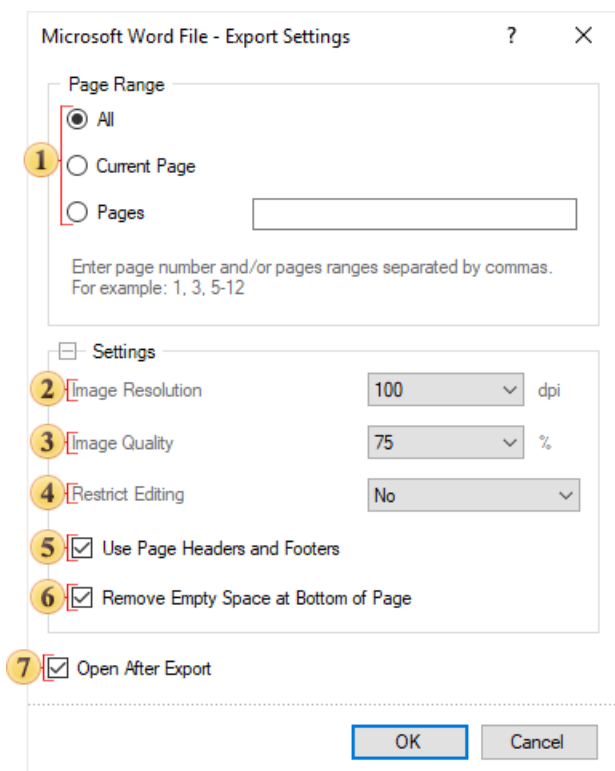 Microsoft Word File - Export Settings ? ×
Page Range
All
1 Current Page
Pages
Enter page number and/or pages ranges separated by commas.
For example: 1, 3, 5-12
Settings
2 Image Resolution 100 dpi
3 Image Quality 75 %
4 Restrict Editing No
5 Use Page Headers and Footers
6 Remove Empty Space at Bottom of Page
7 Open After Export
OK Cancel